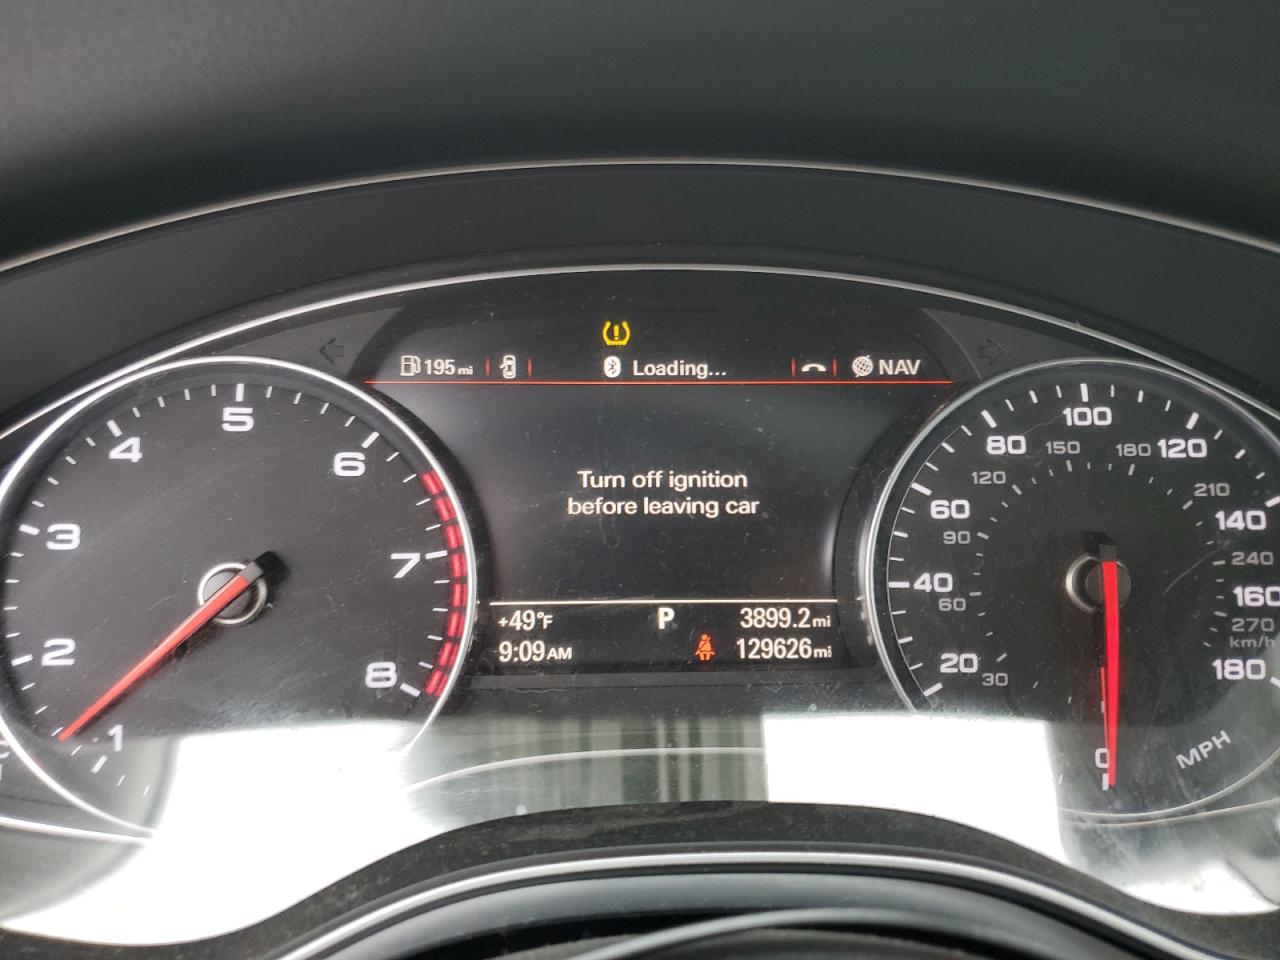 195 mi
Loading...
NAV
Turn off ignition
before leaving car
+49°F
P
3899.2 mi
9:09 AM
129626 mi
1
2
3
4
5
6
7
8
0
20
40
60
80
100
120
140
160
180
MPH
30
60
90
120
150
180
210
240
270
km/h